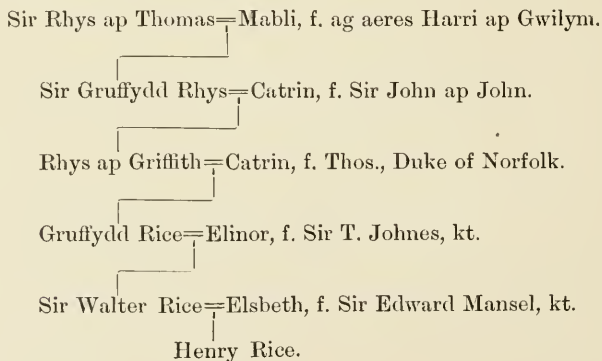 Sir Rhys ap Thomas=Mabli, f. ag aeres Harri ap Gwilym.
Sir Gruffydd Rhys=Catrin, f. Sir John ap John.
Rhys ap Griffith=Catrin, f. Thos., Duke of Norfolk.
Gruffydd Rice=Elinor, f. Sir T. Johnes, kt.
Sir Walter Rice=Elsbeth, f. Sir Edward Mansel, kt.
Henry Rice.